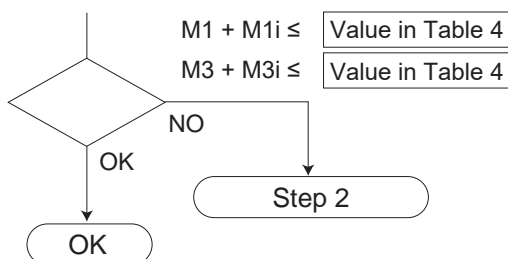 M1 + M1i ≤ Value in Table 4
M3 + M3i ≤ Value in Table 4
NO
OK
Step 2
OK